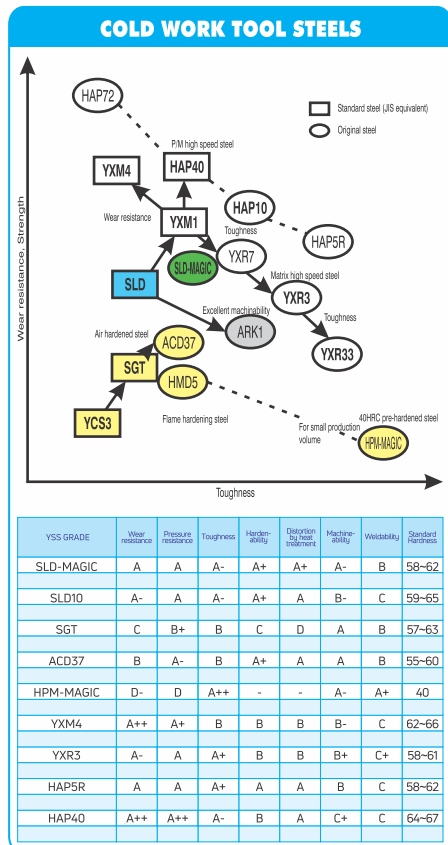 COLD WORK TOOL STEELS
HAP72
Standard steel (JIS equivalent)
Original steel
P/M high speed steel
YXM4
HAP40
Wear resistance
YXM1
HAP10
Toughness
HAP5R
YXR7
SLD-MAGIC
Matrix high speed steel
SLD
YXR3
Excellent machinability
Toughness
ARK1
Air hardened steel
ACD37
YXR33
SGT
HMD5
YCS3
Flame hardening steel
40HRC pre-hardened steel
For small production
volume
HPM-MAGIC
Wear resistance, Strength
Toughness
YSS GRADE Wear resistance Pressure resistance Toughness Harden-ability Distortion by heat treatment Machine-ability Weldability Standard Hardness
SLD-MAGIC A A A- A+ A+ A- B 58~62
SLD10 A- A A- A+ A B- C 59~65
SGT C B+ B C D A B 57~63
ACD37 B A- B A+ A A B 55~60
HPM-MAGIC D- D A++ - - A- A+ 40
YXM4 A++ A+ B B B B- C 62~66
YXR3 A- A A+ B B B+ C+ 58~61
HAP5R A A A+ A A B C 58~62
HAP40 A++ A++ A- B A C+ C 64~67